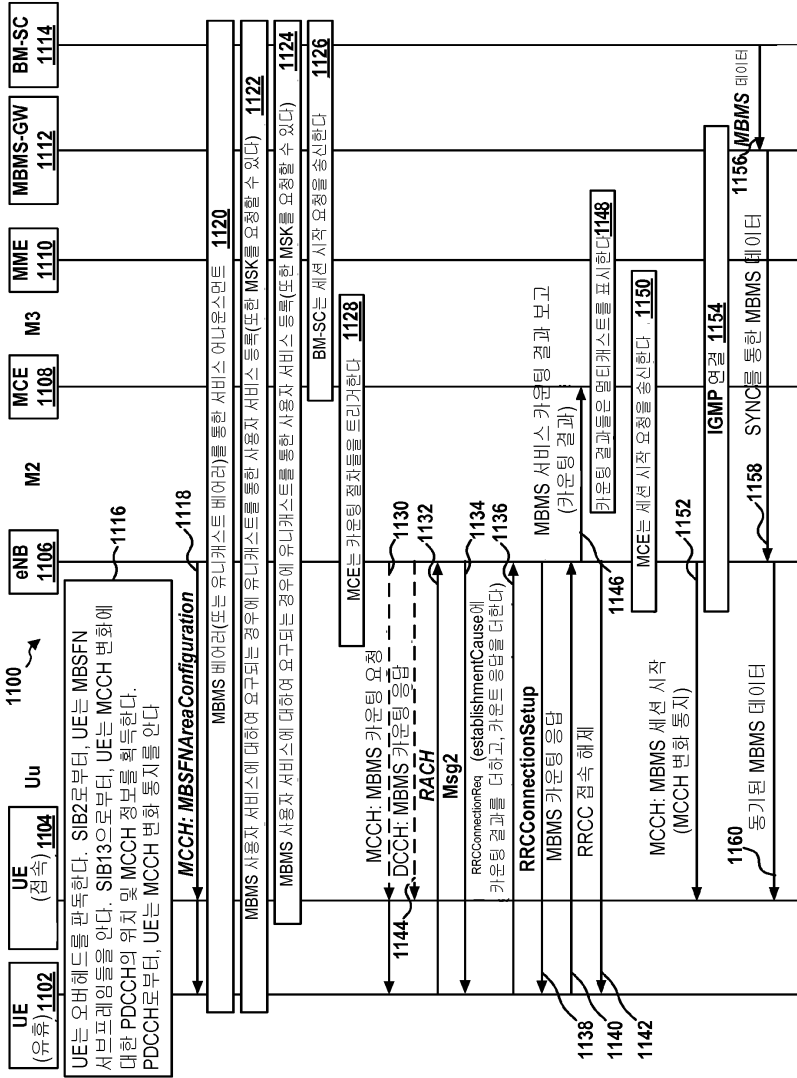 1100
UE
(유휴) 1102
UE
(접속) 1104
Uu
eNB
1106
M2
MCE
1108
M3
MME
1110
MBMS-GW
1112
BM-SC
1114
UE는 오버헤드를 판독한다. SIB2로부터, UE는 MBSFN
서브프레임들을 안다. SIB13으로부터, UE는 MCCH 변화에
대한 PDCCH의 위치 및 MCCH 정보를 획득한다.
PDCCH로부터, UE는 MCCH 변화 통지를 안다
1116
MCCH: MBSFNAreaConfiguration
1118
MBMS 베어러(또는 유니캐스트 베어러)를 통한 서비스 어나운스먼트
1120
MBMS 사용자 서비스에 대하여 요구되는 경우에 유니캐스트를 통한 사용자 서비스 등록(또한 MSK를 요청할 수 있다)
1122
MBMS 사용자 서비스에 대하여 요구되는 경우에 유니캐스트를 통한 사용자 서비스 등록(또한 MSK를 요청할 수 있다)
1124
BM-SC는 세션 시작 요청을 송신한다
1126
MCE는 카운팅 절차들을 트리거한다 1128
MCCH: MBMS 카운팅 요청
1130
DCCH: MBMS 카운팅 응답
1144
RACH
1132
Msg2
1134
RRCConnectionReq (establishmentCause에
카운팅 결과를 더하고, 카운트 응답을 더한다)
1136
RRCConnectionSetup
1138
MBMS 카운팅 응답
1140
RRCC 접속 해제
1142
MBMS 서비스 카운팅 결과 보고
(카운팅 결과)
1146
카운팅 결과들은 멀티캐스트를 표시한다 1148
MCE는 세션 시작 요청을 송신한다 1150
MCCH: MBMS 세션 시작
(MCCH 변화 통지)
1152
IGMP 연결 1154
1156
MBMS 데이터
SYNC를 통한 MBMS 데이터
1158
동기된 MBMS 데이터
1160